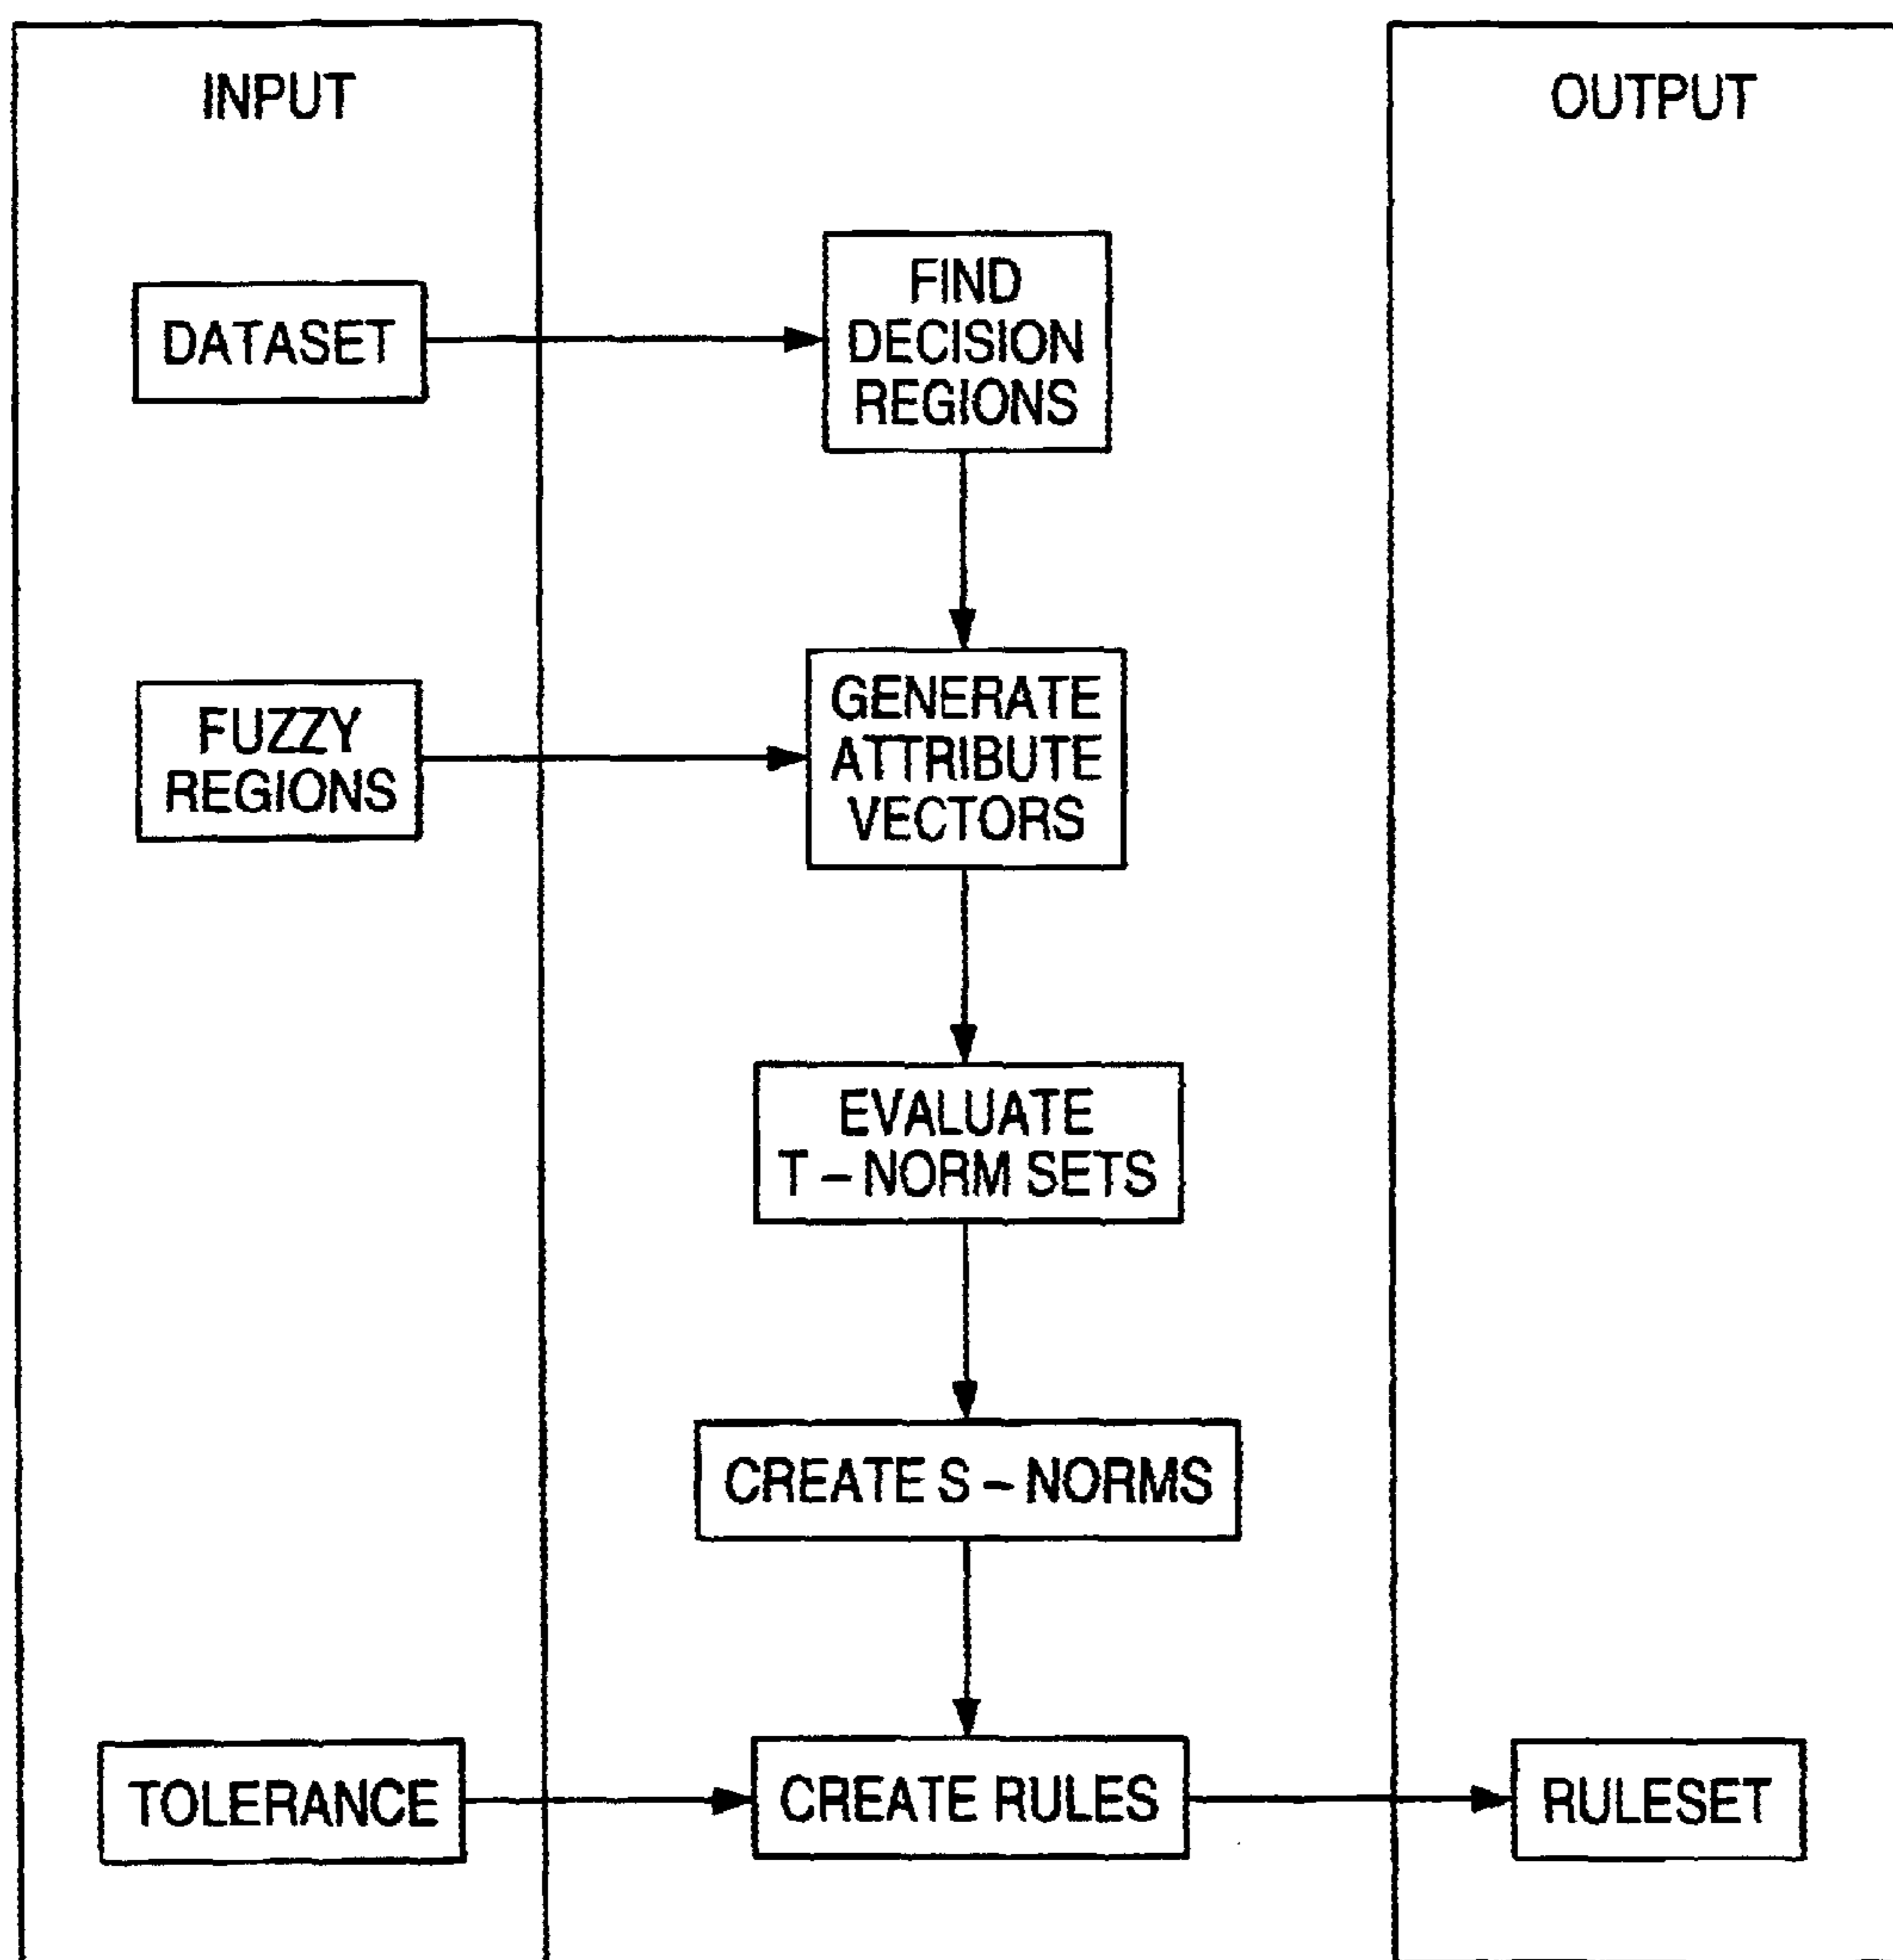 INPUT
OUTPUT
DATASET
FIND
DECISION
REGIONS
FUZZY
REGIONS
GENERATE
ATTRIBUTE
VECTORS
EVALUATE
T – NORM SETS
CREATE S – NORMS
TOLERANCE
CREATE RULES
RULESET